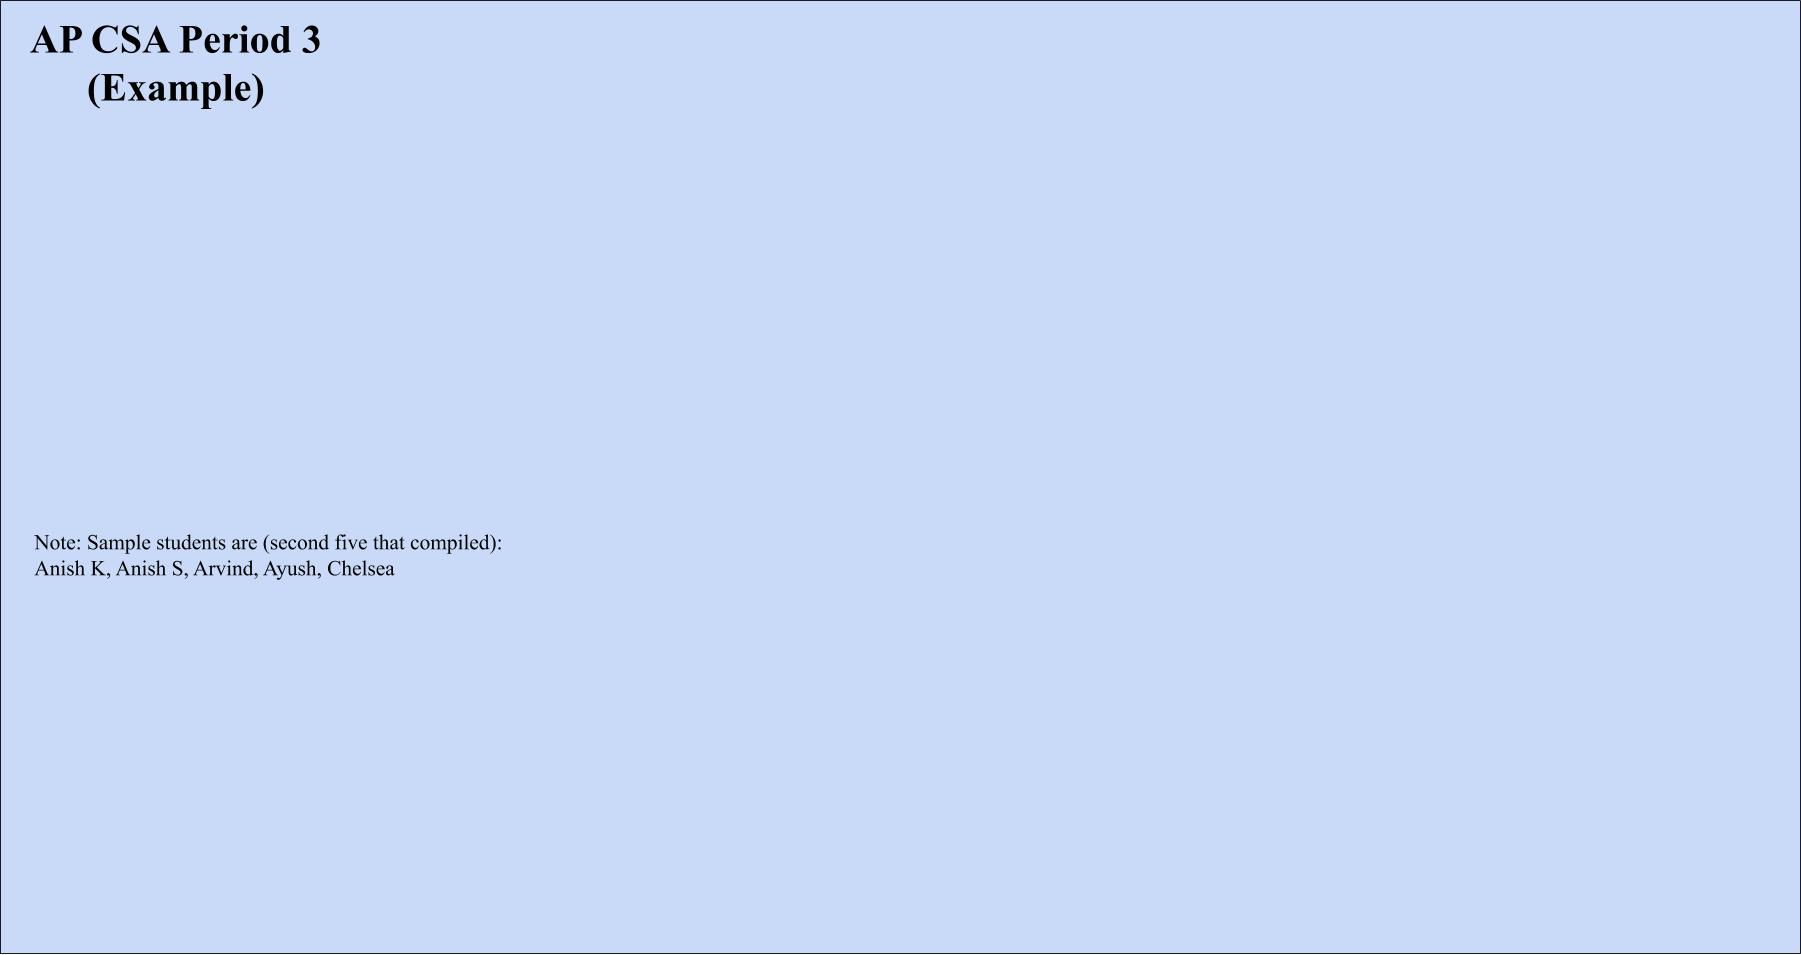 AP CSA Period 3
(Example)
Note: Sample students are (second five that compiled):
Anish K, Anish S, Arvind, Ayush, Chelsea